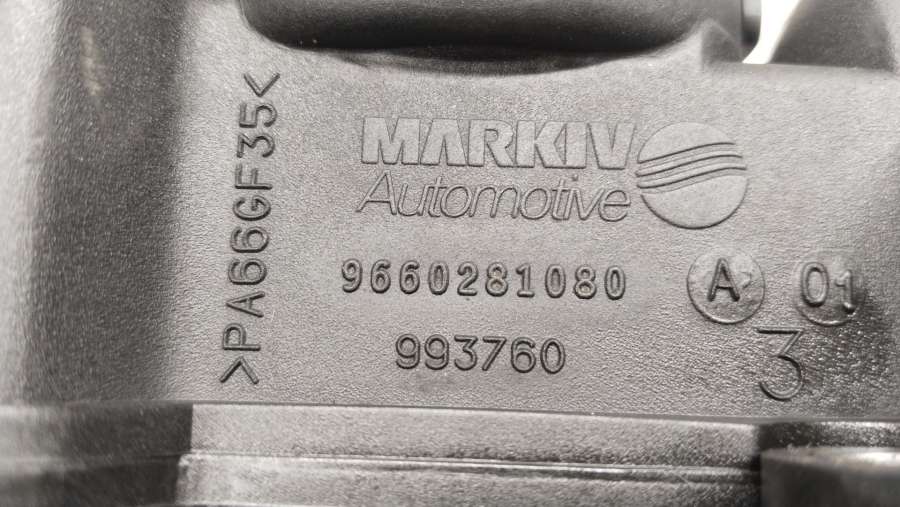 >PA66GF35<
MARKIV
Automotive
9660281080
A 01
993760
3